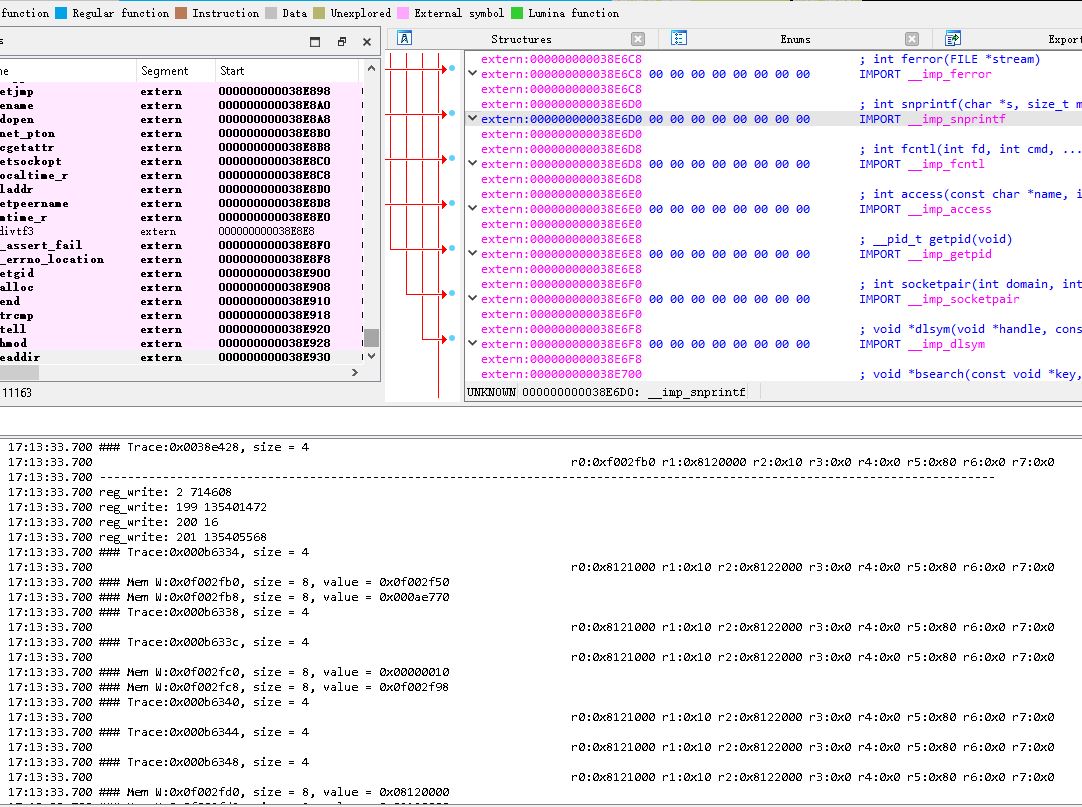 function Regular function Instruction Data Unexplored External symbol Lumina function
s
ne Segment Start
etjmp extern 000000000038E898
ename extern 000000000038E8A0
dopen extern 000000000038E8A8
net_pton extern 000000000038E8B0
cgetattr extern 000000000038E8B8
etsockopt extern 000000000038E8C0
ocaltime_r extern 000000000038E8C8
laddr extern 000000000038E8D0
etpeername extern 000000000038E8D8
mtime_r extern 000000000038E8E0
divtf3 extern 000000000038E8E8
_assert_fail extern 000000000038E8F0
_errno_location extern 000000000038E8F8
etgid extern 000000000038E900
alloc extern 000000000038E908
end extern 000000000038E910
trcmp extern 000000000038E918
tell extern 000000000038E920
hmod extern 000000000038E928
eaddir extern 000000000038E930
11163
Structures Enums Export
extern:000000000038E6C8 ; int ferror(FILE *stream)
extern:000000000038E6C8 00 00 00 00 00 00 00 00 IMPORT __imp_ferror
extern:000000000038E6C8
extern:000000000038E6D0 ; int snprintf(char *s, size_t m
extern:000000000038E6D0 00 00 00 00 00 00 00 00 IMPORT __imp_snprintf
extern:000000000038E6D0
extern:000000000038E6D8 ; int fcntl(int fd, int cmd, ...
extern:000000000038E6D8 00 00 00 00 00 00 00 00 IMPORT __imp_fcntl
extern:000000000038E6D8
extern:000000000038E6E0 ; int access(const char *name, i
extern:000000000038E6E0 00 00 00 00 00 00 00 00 IMPORT __imp_access
extern:000000000038E6E0
extern:000000000038E6E8 ; __pid_t getpid(void)
extern:000000000038E6E8 00 00 00 00 00 00 00 00 IMPORT __imp_getpid
extern:000000000038E6E8
extern:000000000038E6F0 ; int socketpair(int domain, int
extern:000000000038E6F0 00 00 00 00 00 00 00 00 IMPORT __imp_socketpair
extern:000000000038E6F0
extern:000000000038E6F8 ; void *dlsym(void *handle, cons
extern:000000000038E6F8 00 00 00 00 00 00 00 00 IMPORT __imp_dlsym
extern:000000000038E6F8
extern:000000000038E700 ; void *bsearch(const void *key,
UNKNOWN 000000000038E6D0: __imp_snprintf
17:13:33.700 ### Trace:0x0038e428, size = 4
17:13:33.700 r0:0xf002fb0 r1:0x8120000 r2:0x10 r3:0x0 r4:0x0 r5:0x80 r6:0x0 r7:0x0
17:13:33.700 --------------------------------------------------------------------------------------------------------------------------------
17:13:33.700 reg_write: 2 714608
17:13:33.700 reg_write: 199 135401472
17:13:33.700 reg_write: 200 16
17:13:33.700 reg_write: 201 135405568
17:13:33.700 ### Trace:0x000b6334, size = 4
17:13:33.700 r0:0x8121000 r1:0x10 r2:0x8122000 r3:0x0 r4:0x0 r5:0x80 r6:0x0 r7:0x0
17:13:33.700 ### Mem W:0x0f002fb0, size = 8, value = 0x0f002f50
17:13:33.700 ### Mem W:0x0f002fb8, size = 8, value = 0x000ae770
17:13:33.700 ### Trace:0x000b6338, size = 4
17:13:33.700 r0:0x8121000 r1:0x10 r2:0x8122000 r3:0x0 r4:0x0 r5:0x80 r6:0x0 r7:0x0
17:13:33.700 ### Trace:0x000b633c, size = 4
17:13:33.700 r0:0x8121000 r1:0x10 r2:0x8122000 r3:0x0 r4:0x0 r5:0x80 r6:0x0 r7:0x0
17:13:33.700 ### Mem W:0x0f002fc0, size = 8, value = 0x00000010
17:13:33.700 ### Mem W:0x0f002fc8, size = 8, value = 0x0f002f98
17:13:33.700 ### Trace:0x000b6340, size = 4
17:13:33.700 r0:0x8121000 r1:0x10 r2:0x8122000 r3:0x0 r4:0x0 r5:0x80 r6:0x0 r7:0x0
17:13:33.700 ### Trace:0x000b6344, size = 4
17:13:33.700 r0:0x8121000 r1:0x10 r2:0x8122000 r3:0x0 r4:0x0 r5:0x80 r6:0x0 r7:0x0
17:13:33.700 ### Trace:0x000b6348, size = 4
17:13:33.700 r0:0x8121000 r1:0x10 r2:0x8122000 r3:0x0 r4:0x0 r5:0x80 r6:0x0 r7:0x0
17:13:33.700 ### Mem W:0x0f002fd0, size = 8, value = 0x08120000